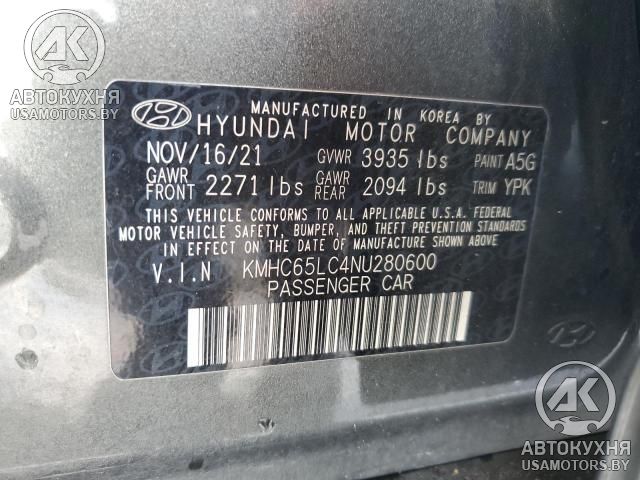 АВТОКУХНЯ
USAMOTORS.BY
MANUFACTURED IN KOREA BY
HYUNDAI MOTOR COMPANY
NOV/16/21 GVWR 3935 lbs PAINT A5G
GAWR FRONT 2271 lbs GAWR REAR 2094 lbs TRIM YPK
THIS VEHICLE CONFORMS TO ALL APPLICABLE U.S.A. FEDERAL
MOTOR VEHICLE SAFETY, BUMPER, AND THEFT PREVENTION STANDARDS
IN EFFECT ON THE DATE OF MANUFACTURE SHOWN ABOVE.
V.I.N KMHC65LC4NU280600
PASSENGER CAR
АК
АВТОКУХНЯ
USAMOTORS.BY